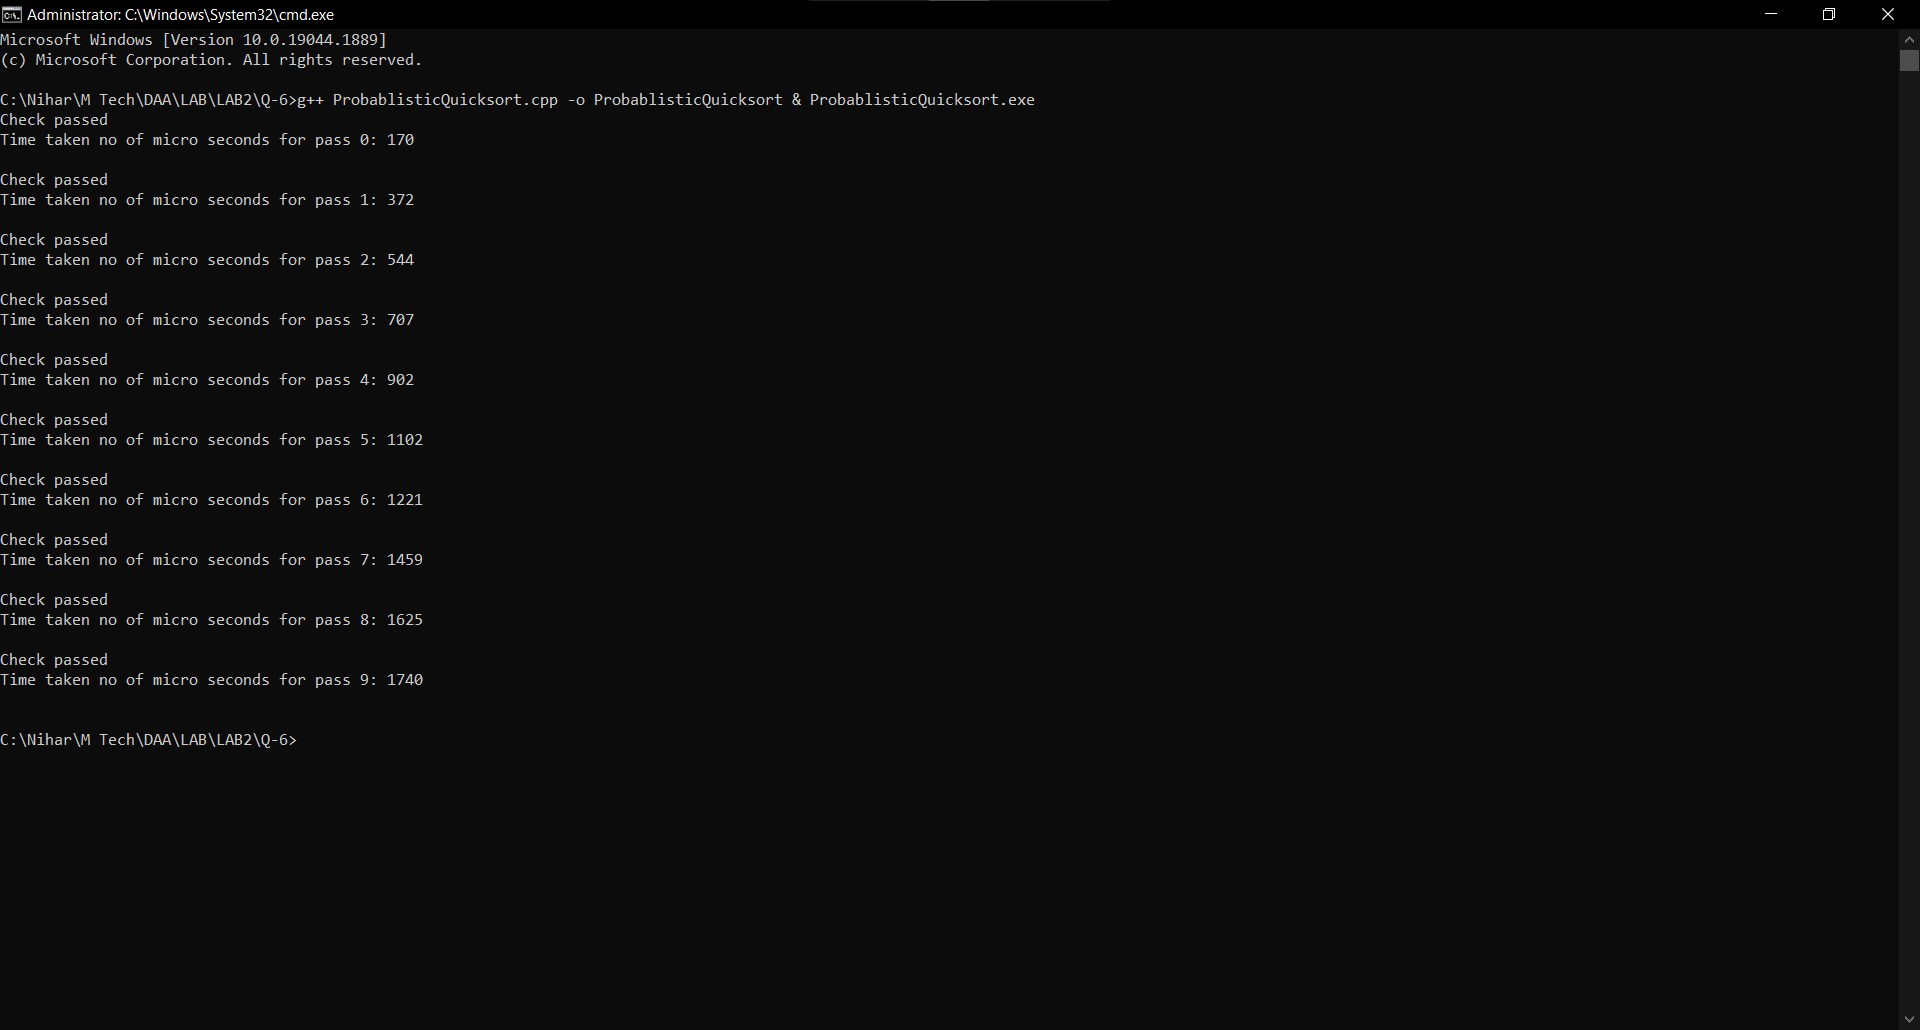 Administrator: C:\Windows\System32\cmd.exe
Microsoft Windows [Version 10.0.19044.1889]
(c) Microsoft Corporation. All rights reserved.
C:\Nihar\M Tech\DAA\LAB\LAB2\Q-6>g++ ProbablisticQuicksort.cpp -o ProbablisticQuicksort & ProbablisticQuicksort.exe
Check passed
Time taken no of micro seconds for pass 0: 170
Check passed
Time taken no of micro seconds for pass 1: 372
Check passed
Time taken no of micro seconds for pass 2: 544
Check passed
Time taken no of micro seconds for pass 3: 707
Check passed
Time taken no of micro seconds for pass 4: 902
Check passed
Time taken no of micro seconds for pass 5: 1102
Check passed
Time taken no of micro seconds for pass 6: 1221
Check passed
Time taken no of micro seconds for pass 7: 1459
Check passed
Time taken no of micro seconds for pass 8: 1625
Check passed
Time taken no of micro seconds for pass 9: 1740
C:\Nihar\M Tech\DAA\LAB\LAB2\Q-6>